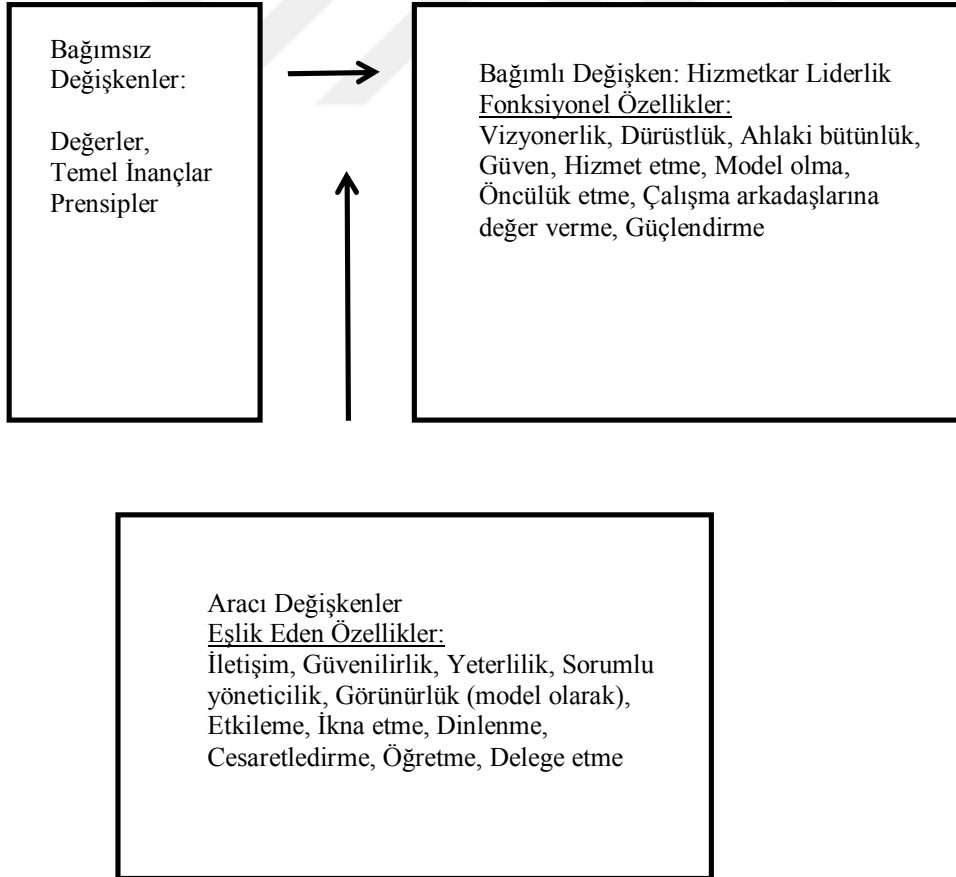 Bağımsız
Değişkenler:
Değerler,
Temel İnançlar
Prensipler
Bağımlı Değişken: Hizmetkar Liderlik
Fonksiyonel Özellikler:
Vizyonerlik, Dürüstlük, Ahlaki bütünlük,
Güven, Hizmet etme, Model olma,
Öncülük etme, Çalışma arkadaşlarına
değer verme, Güçlendirme
Aracı Değişkenler
Eşlik Eden Özellikler:
İletişim, Güvenilirlik, Yeterlilik, Sorumlu
yöneticilik, Görünürlük (model olarak),
Etkileme, İkna etme, Dinlenme,
Cesaretledirme, Öğretme, Delege etme